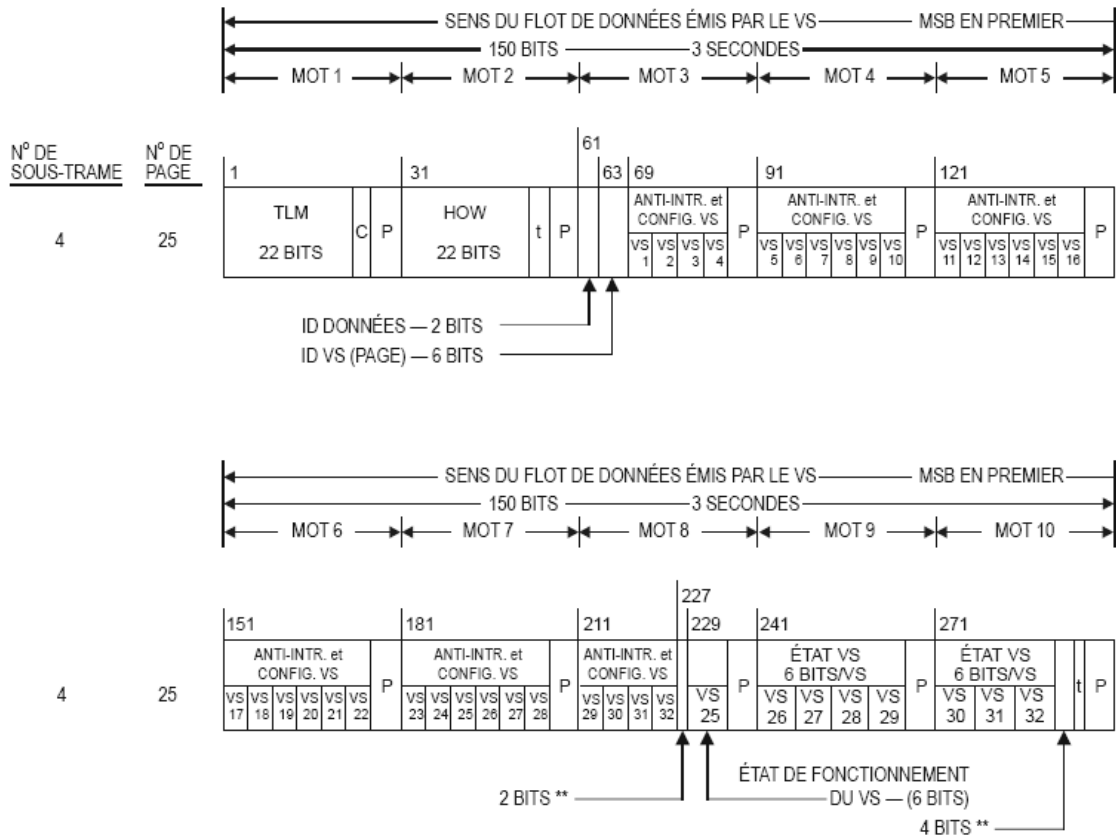 SENS DU FLOT DE DONNÉES ÉMIS PAR LE VS MSB EN PREMIER
150 BITS 3 SECONDES
MOT 1 MOT 2 MOT 3 MOT 4 MOT 5
Nº DE SOUS-TRAME
Nº DE PAGE
61
1 31 63 69 91 121
4 25
TLM
22 BITS
C P
HOW
22 BITS
t P
ANTI-INTR. et
CONFIG. VS
VS 1 VS 2 VS 3 VS 4
P
ANTI-INTR. et
CONFIG. VS
VS 5 VS 6 VS 7 VS 8 VS 9 VS 10
P
ANTI-INTR. et
CONFIG. VS
VS 11 VS 12 VS 13 VS 14 VS 15 VS 16
P
ID DONNÉES — 2 BITS
ID VS (PAGE) — 6 BITS
SENS DU FLOT DE DONNÉES ÉMIS PAR LE VS MSB EN PREMIER
150 BITS 3 SECONDES
MOT 6 MOT 7 MOT 8 MOT 9 MOT 10
227
151 181 211 229 241 271
4 25
ANTI-INTR. et
CONFIG. VS
VS 17 VS 18 VS 19 VS 20 VS 21 VS 22
P
ANTI-INTR. et
CONFIG. VS
VS 23 VS 24 VS 25 VS 26 VS 27 VS 28
P
ANTI-INTR. et
CONFIG. VS
VS 29 VS 30 VS 31 VS 32
VS 25
P
ÉTAT VS
6 BITS/VS
VS 26 VS 27 VS 28 VS 29
P
ÉTAT VS
6 BITS/VS
VS 30 VS 31 VS 32
t P
2 BITS **
ÉTAT DE FONCTIONNEMENT
DU VS — (6 BITS)
4 BITS **